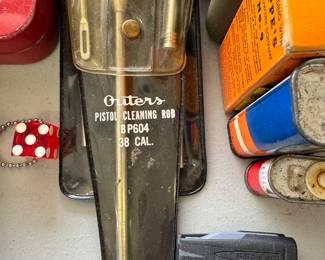 Outers
PISTOL CLEANING ROD
BP604
38 CAL.